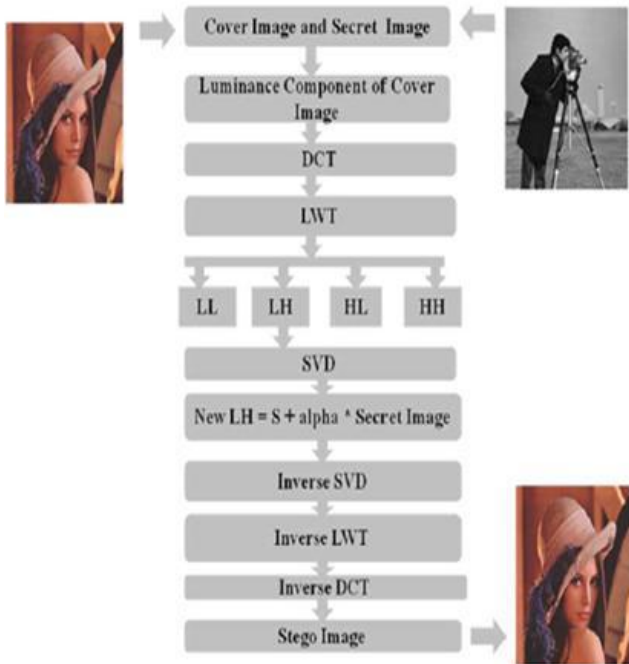 Cover Image and Secret Image
Luminance Component of Cover
Image
DCT
LWT
LL LH HL HH
SVD
New LH = S + alpha * Secret Image
Inverse SVD
Inverse LWT
Inverse DCT
Stego Image